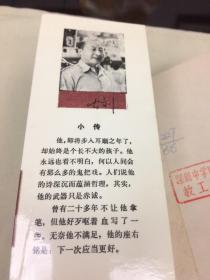 小 传
他,耶将步入耳顺之年了,
却始终是个长不大的孩子。他
永远也看不明白,何以人间会
有那么多的鬼把戏。人们说他
的诗深沉而蕴涵哲理。其实,
他的武器只是赤诚。
曾有二十多年不让他拿
笔,但他好歹呕着血写了一
些,无奈他不满足,他的座右
铭是:下一次应当更好。
教工